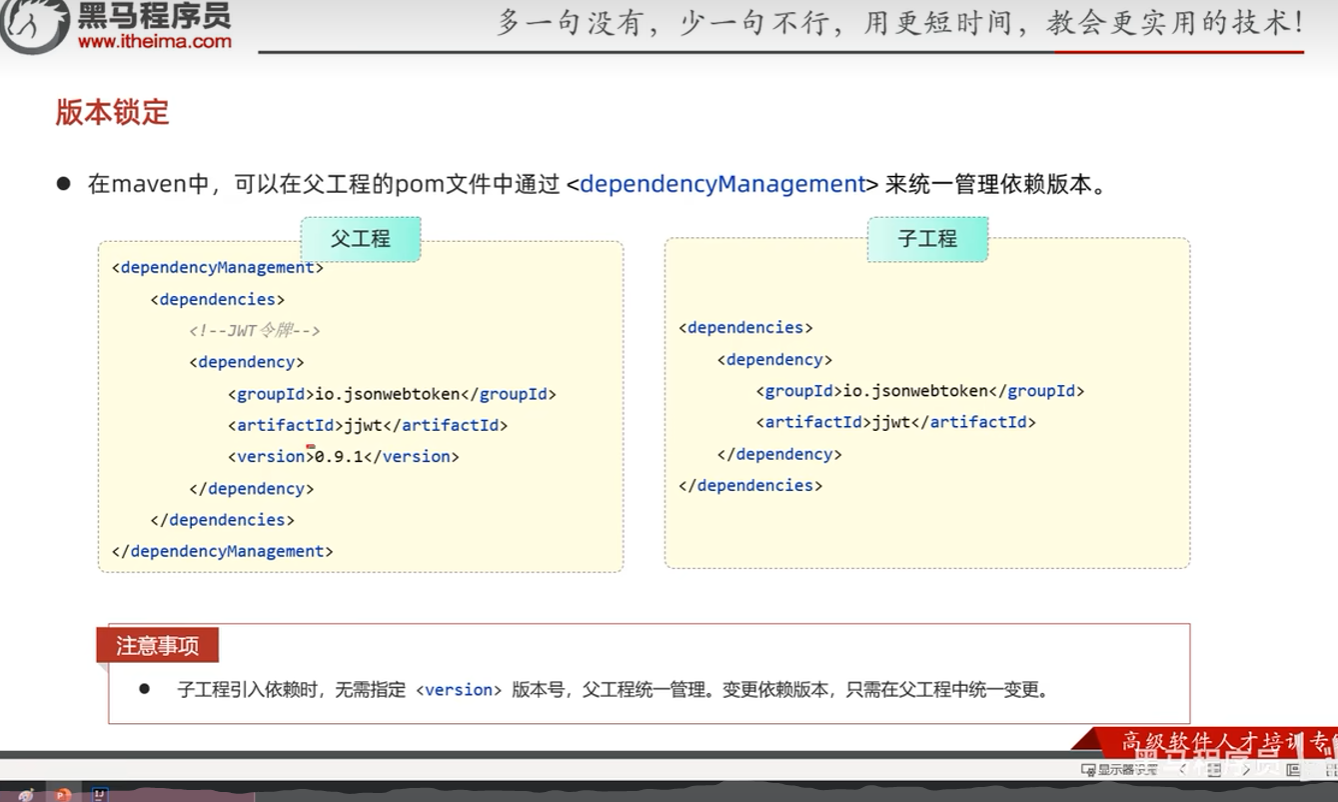 黑马程序员
www.itheima.com
多一句没有，少一句不行，用更短时间，教会更实用的技术！
版本锁定
● 在maven中，可以在父工程的pom文件中通过 <dependencyManagement> 来统一管理依赖版本。
父工程
<dependencyManagement>
<dependencies>
<!--JWT令牌-->
<dependency>
<groupId>io.jsonwebtoken</groupId>
<artifactId>jjwt</artifactId>
<version>0.9.1</version>
</dependency>
</dependencies>
</dependencyManagement>
子工程
<dependencies>
<dependency>
<groupId>io.jsonwebtoken</groupId>
<artifactId>jjwt</artifactId>
</dependency>
</dependencies>
注意事项
● 子工程引入依赖时，无需指定 <version> 版本号，父工程统一管理。变更依赖版本，只需在父工程中统一变更。
高级软件人才培训专
黑马程序员
显示器设置